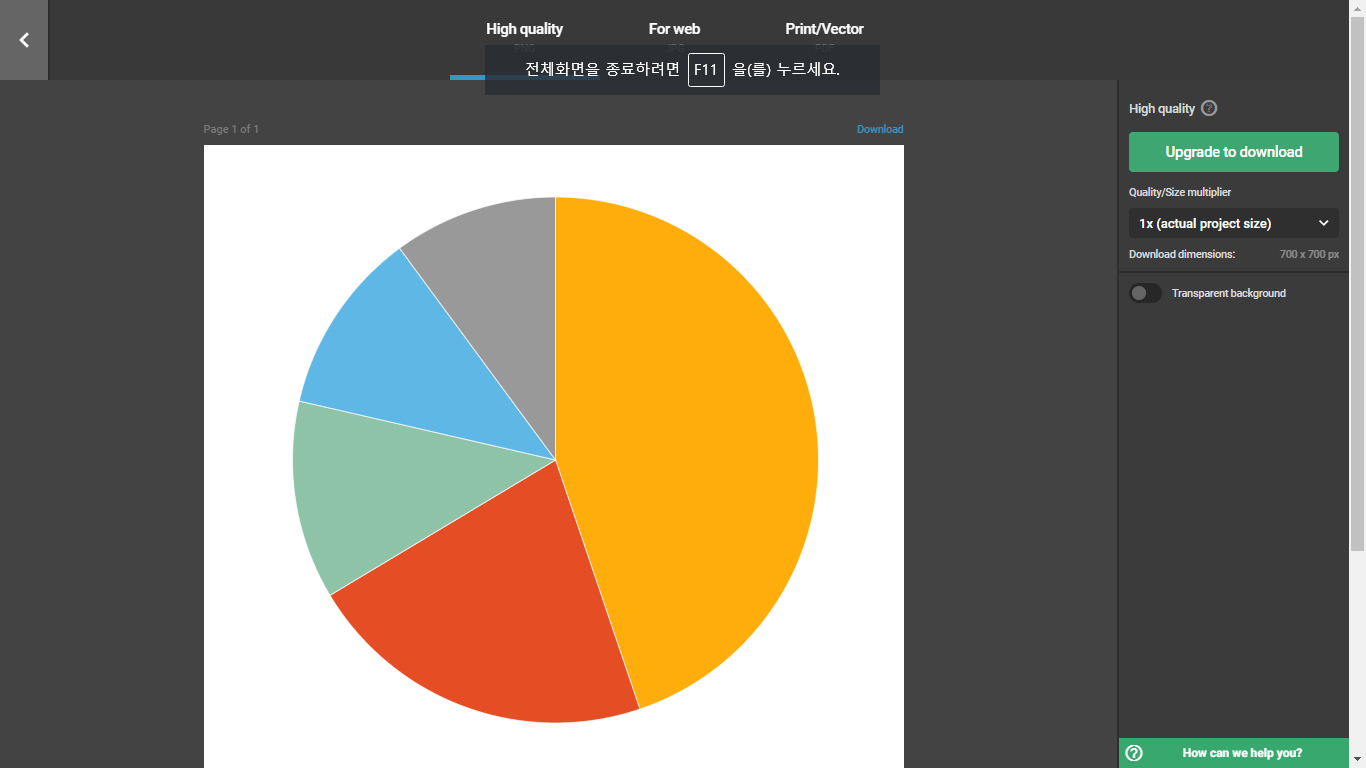 High quality
For web
Print/Vector
전체화면을 종료하려면 F11 을(를) 누르세요.
Page 1 of 1
Download
High quality ?
Upgrade to download
Quality/Size multiplier
1x (actual project size)
Download dimensions: 700 x 700 px
Transparent background
? How can we help you?